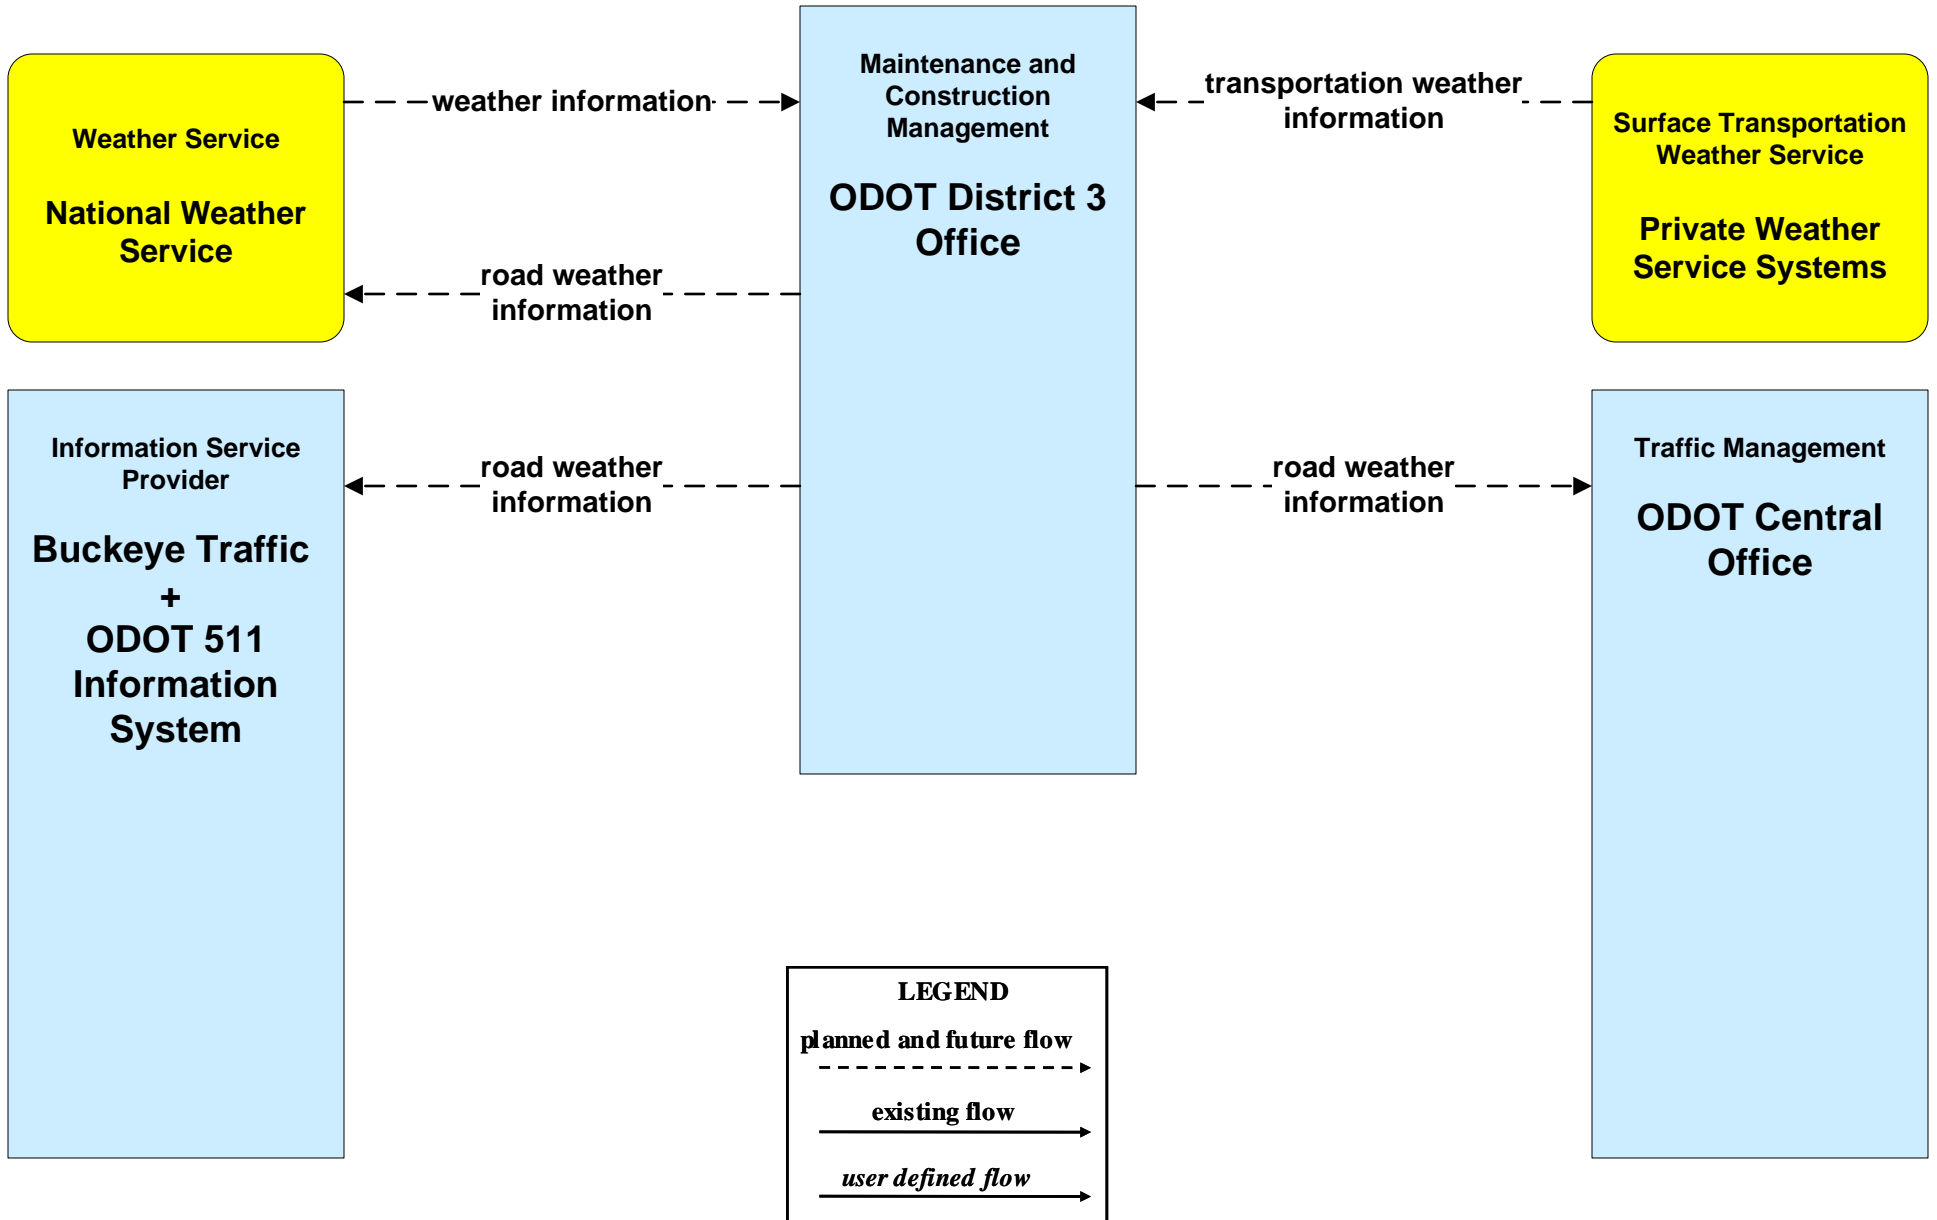 Weather Service
National Weather
Service
weather information
road weather
information
Maintenance and
Construction
Management
ODOT District 3
Office
transportation weather
information
Surface Transportation
Weather Service
Private Weather
Service Systems
Information Service
Provider
Buckeye Traffic
+
ODOT 511
Information
System
road weather
information
road weather
information
Traffic Management
ODOT Central
Office
LEGEND
planned and future flow
existing flow
user defined flow